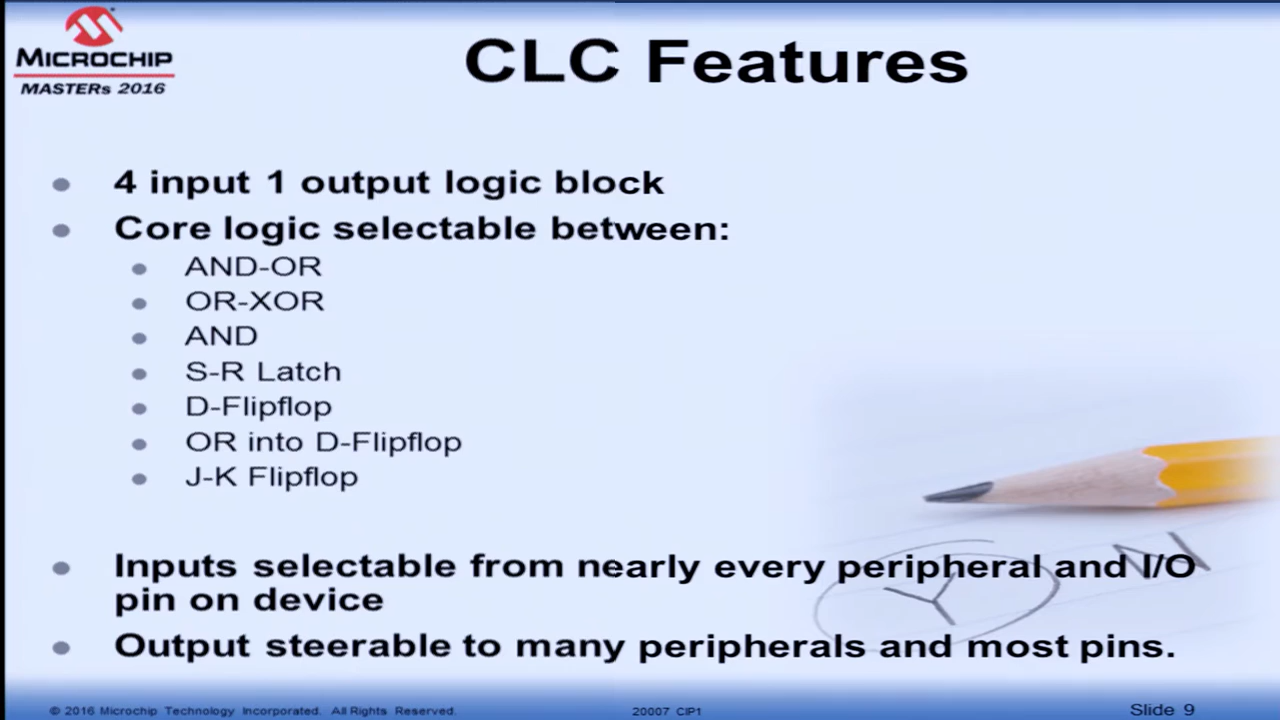 MICROCHIP
MASTERs 2016
CLC Features
4 input 1 output logic block
Core logic selectable between:
AND-OR
OR-XOR
AND
S-R Latch
D-Flipflop
OR into D-Flipflop
J-K Flipflop
Inputs selectable from nearly every peripheral and I/O
pin on device
Output steerable to many peripherals and most pins.
Y N
© 2016 Microchip Technology Incorporated. All Rights Reserved.
20007 CIP1
Slide 9